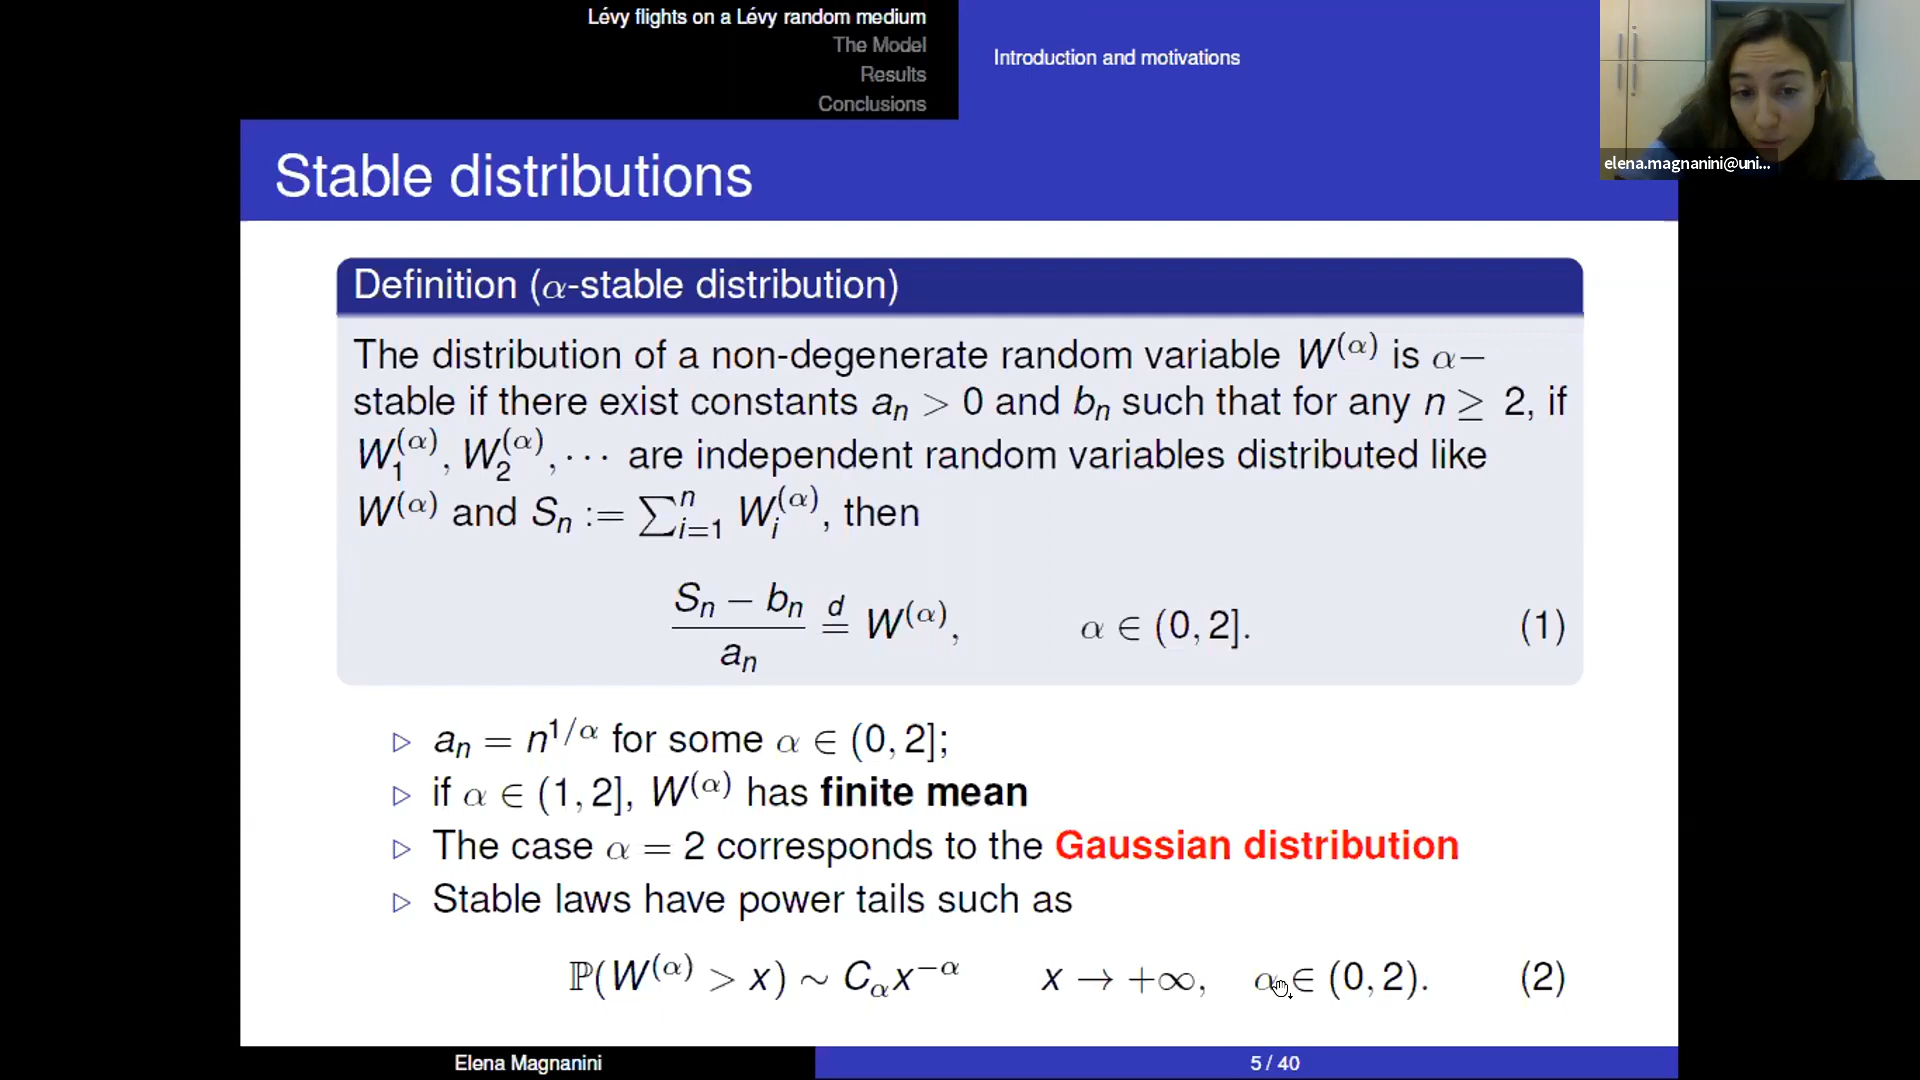 Lévy flights on a Lévy random medium
The Model
Results
Conclusions
Introduction and motivations
elena.magnanini@uni...
Stable distributions
Definition (α-stable distribution)
The distribution of a non-degenerate random variable W^(α) is α−
stable if there exist constants a_n > 0 and b_n such that for any n ≥ 2, if
W_1^(α), W_2^(α), ⋯ are independent random variables distributed like
W^(α) and S_n := ∑_{i=1}^n W_i^(α), then
(S_n − b_n)/a_n =^d W^(α), α ∈ (0, 2]. (1)
▷ a_n = n^{1/α} for some α ∈ (0, 2];
▷ if α ∈ (1, 2], W^(α) has finite mean
▷ The case α = 2 corresponds to the Gaussian distribution
▷ Stable laws have power tails such as
ℙ(W^(α) > x) ∼ C_α x^{−α} x → +∞, α ∈ (0, 2). (2)
Elena Magnanini
5 / 40